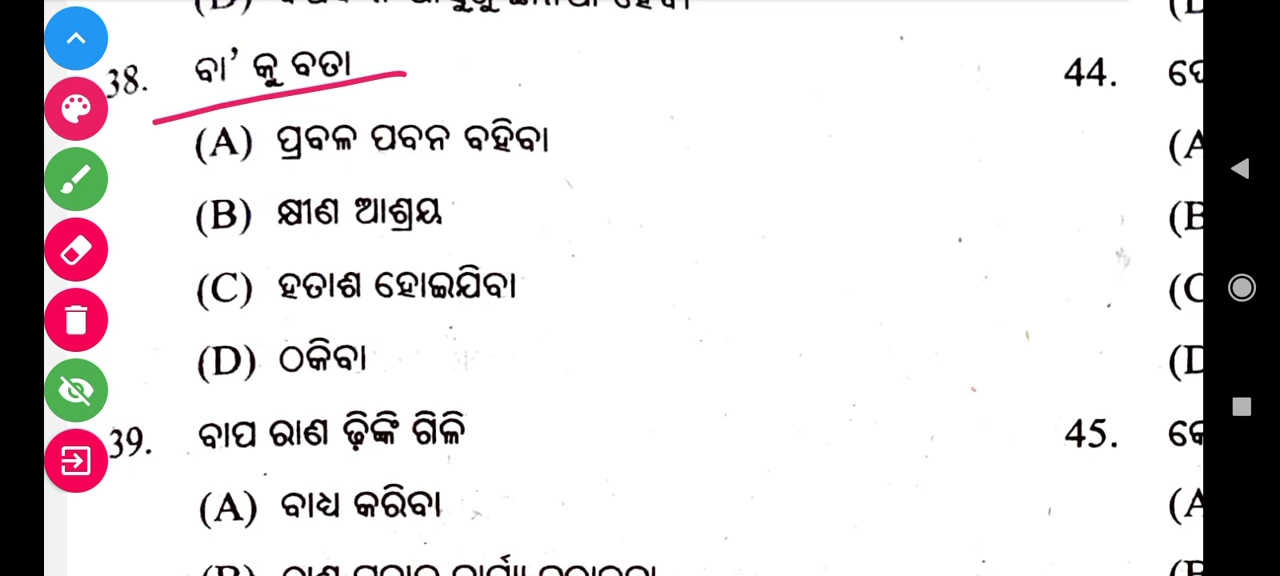 38. ବା' କୁ ବତା
(A) ପ୍ରବଳ ପବନ ବହିବା
(B) କ୍ଷୀଣ ଆଶ୍ରୟ
(C) ହତାଶ ହୋଇଯିବା
(D) ଠକିବା
39. ବାପ ରାଣ ଢ଼ିଙ୍କି ଗିଳି
(A) ବାଧ୍ୟ କରିବା
44.
(A
(B
(C
(D
45.
(A